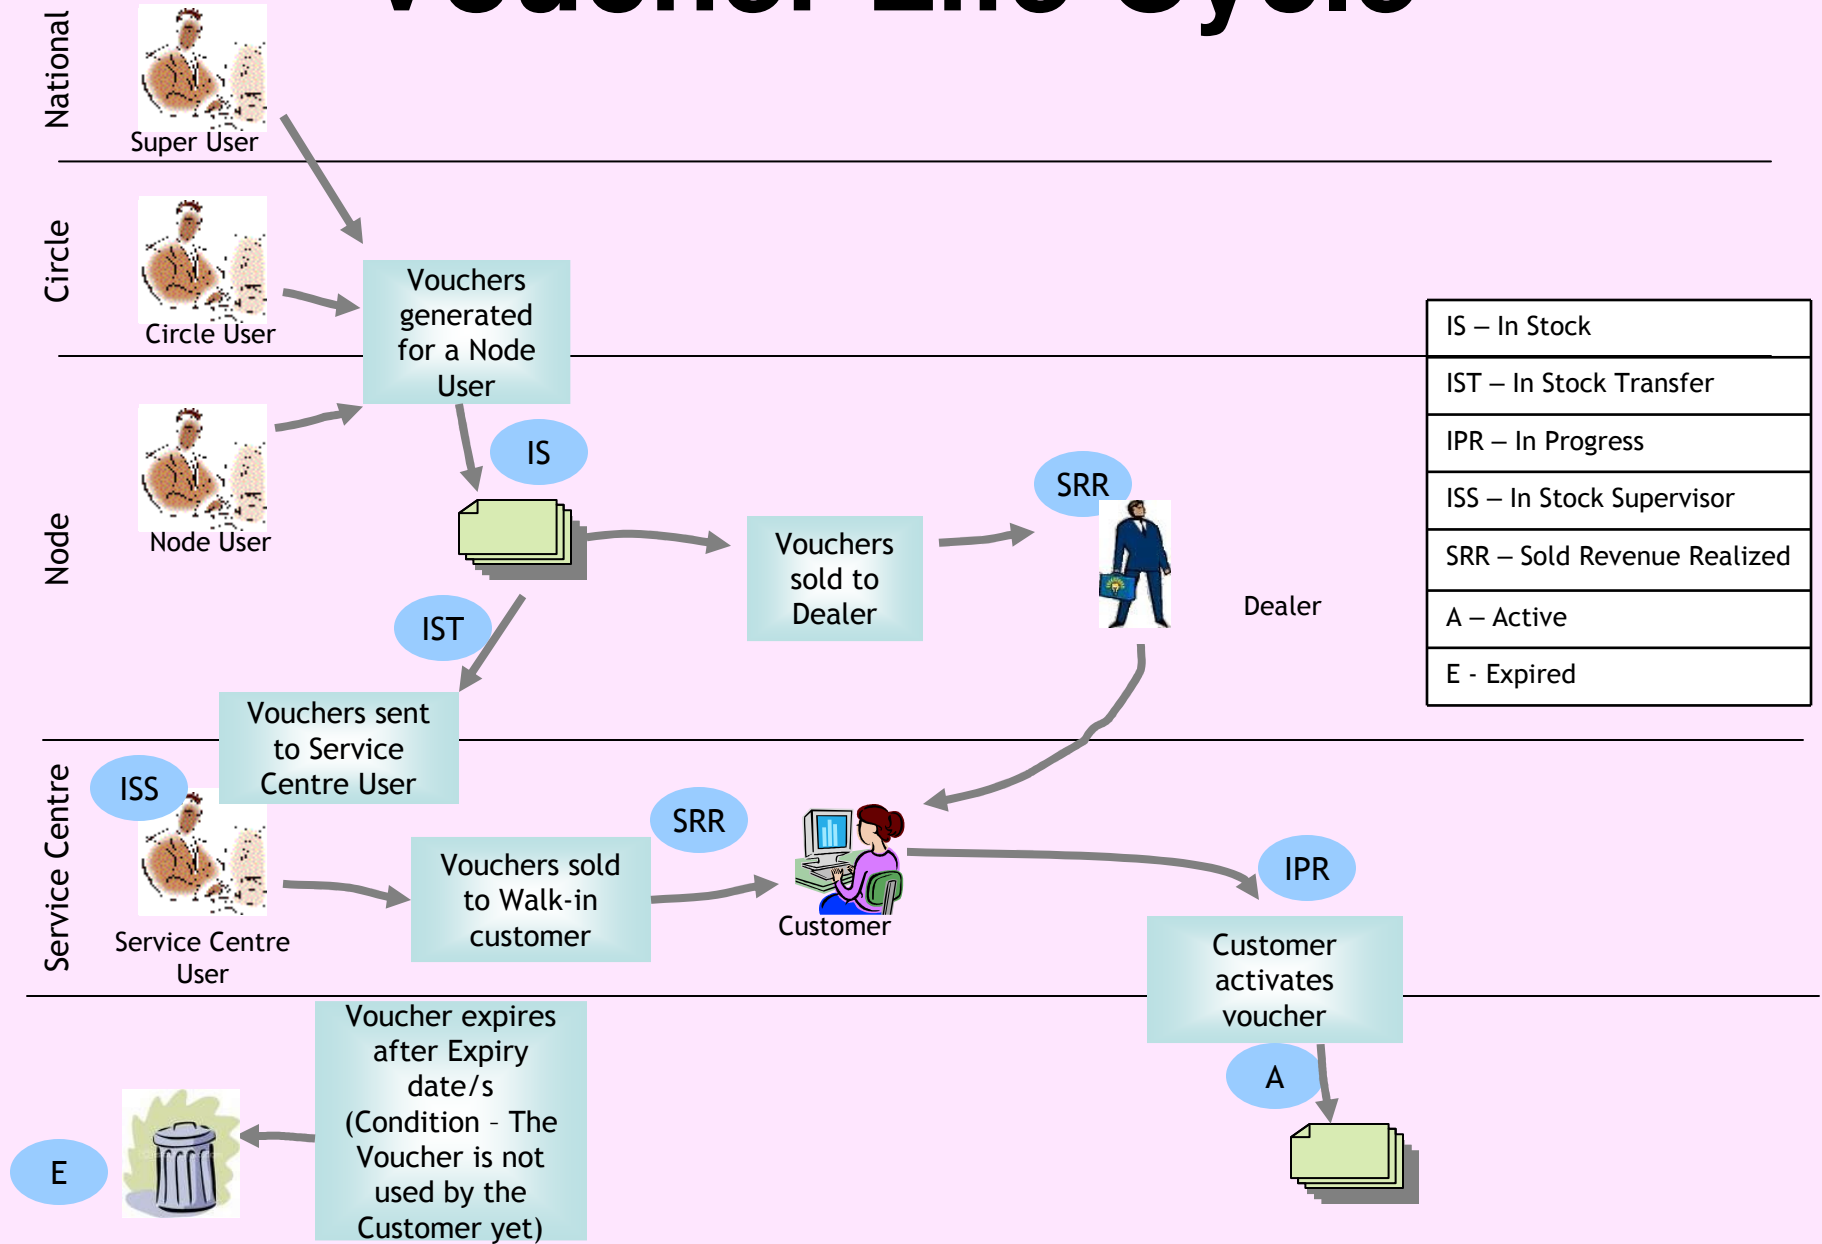 Voucher Life Cycle
National
Super User
Circle
Circle User
Vouchers
generated
for a Node
User
IS – In Stock
IST – In Stock Transfer
IPR – In Progress
ISS – In Stock Supervisor
SRR – Sold Revenue Realized
A – Active
E - Expired
Node
Node User
IS
SRR
Vouchers
sold to
Dealer
Dealer
IST
Vouchers sent
to Service
Centre User
Service Centre
ISS
Service Centre
User
Vouchers sold
to Walk-in
customer
SRR
Customer
IPR
Customer
activates
voucher
A
Voucher expires
after Expiry
date/s
(Condition – The
Voucher is not
used by the
Customer yet)
E